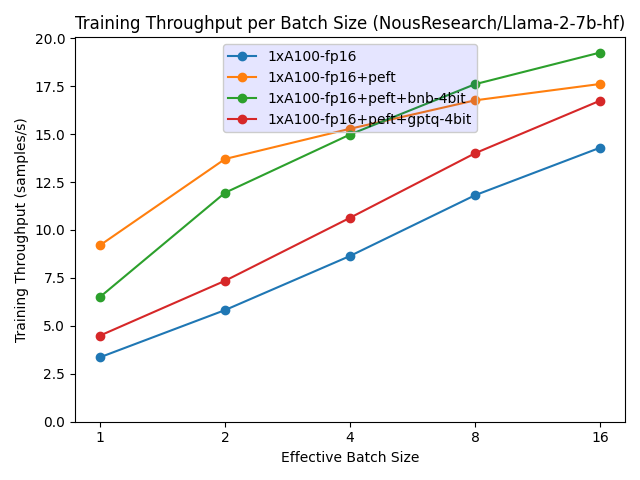 Training Throughput per Batch Size (NousResearch/Llama-2-7b-hf)
1xA100-fp16
1xA100-fp16+peft
1xA100-fp16+peft+bnb-4bit
1xA100-fp16+peft+gptq-4bit
Training Throughput (samples/s)
20.0
17.5
15.0
12.5
10.0
7.5
5.0
2.5
0.0
1 2 4 8 16
Effective Batch Size